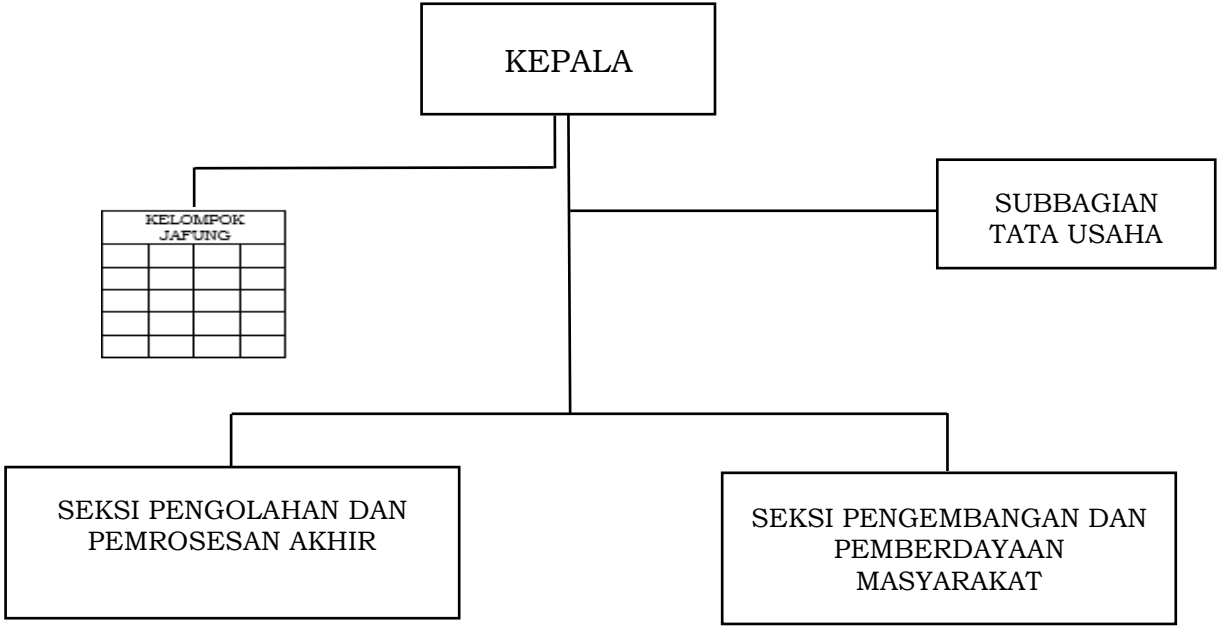 KEPALA
SUBBAGIAN
TATA USAHA
KELOMPOK
JAFUNG
SEKSI PENGOLAHAN DAN
PEMROSESAN AKHIR
SEKSI PENGEMBANGAN DAN
PEMBERDAYAAN
MASYARAKAT